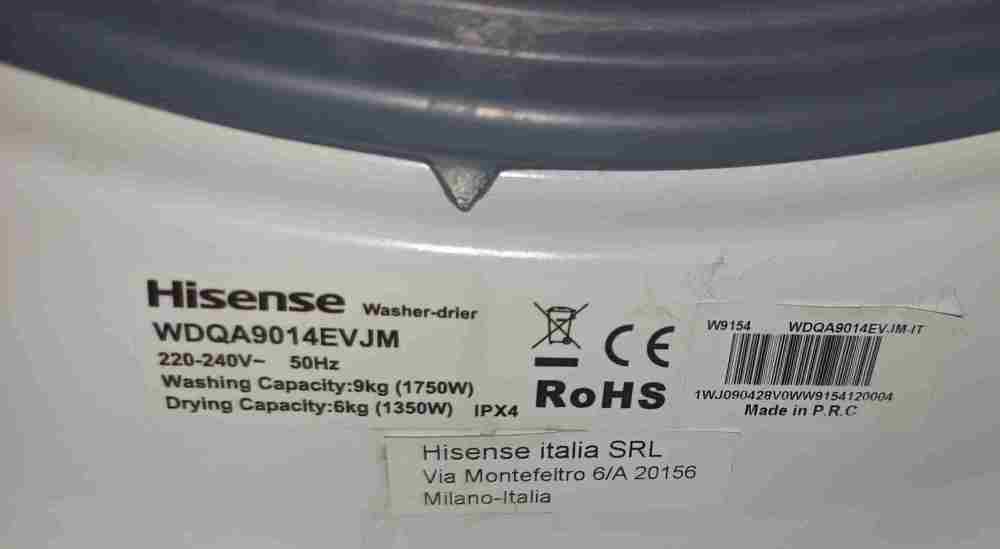 Hisense Washer-drier
WDQA9014EVJM
220-240V~ 50Hz
Washing Capacity:9kg (1750W)
Drying Capacity:6kg (1350W) IPX4
CE
RoHS
W9154 WDQA9014EVJM-IT
1WJ090428V0WW9154120004
Made in P.R.C
Hisense italia SRL
Via Montefeltro 6/A 20156
Milano-Italia